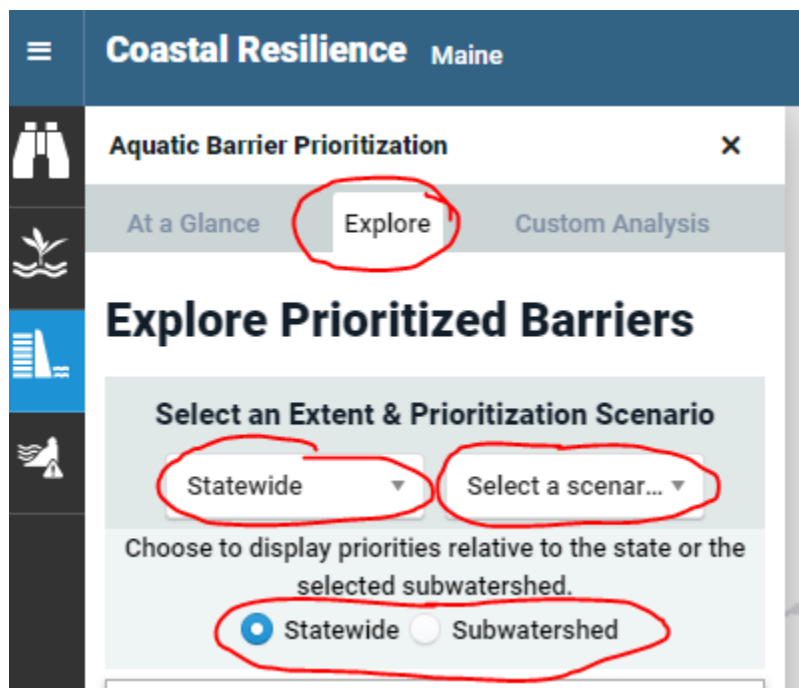 Coastal Resilience Maine
Aquatic Barrier Prioritization
At a Glance Explore Custom Analysis
Explore Prioritized Barriers
Select an Extent & Prioritization Scenario
Statewide Select a scenar...
Choose to display priorities relative to the state or the
selected subwatershed.
Statewide Subwatershed